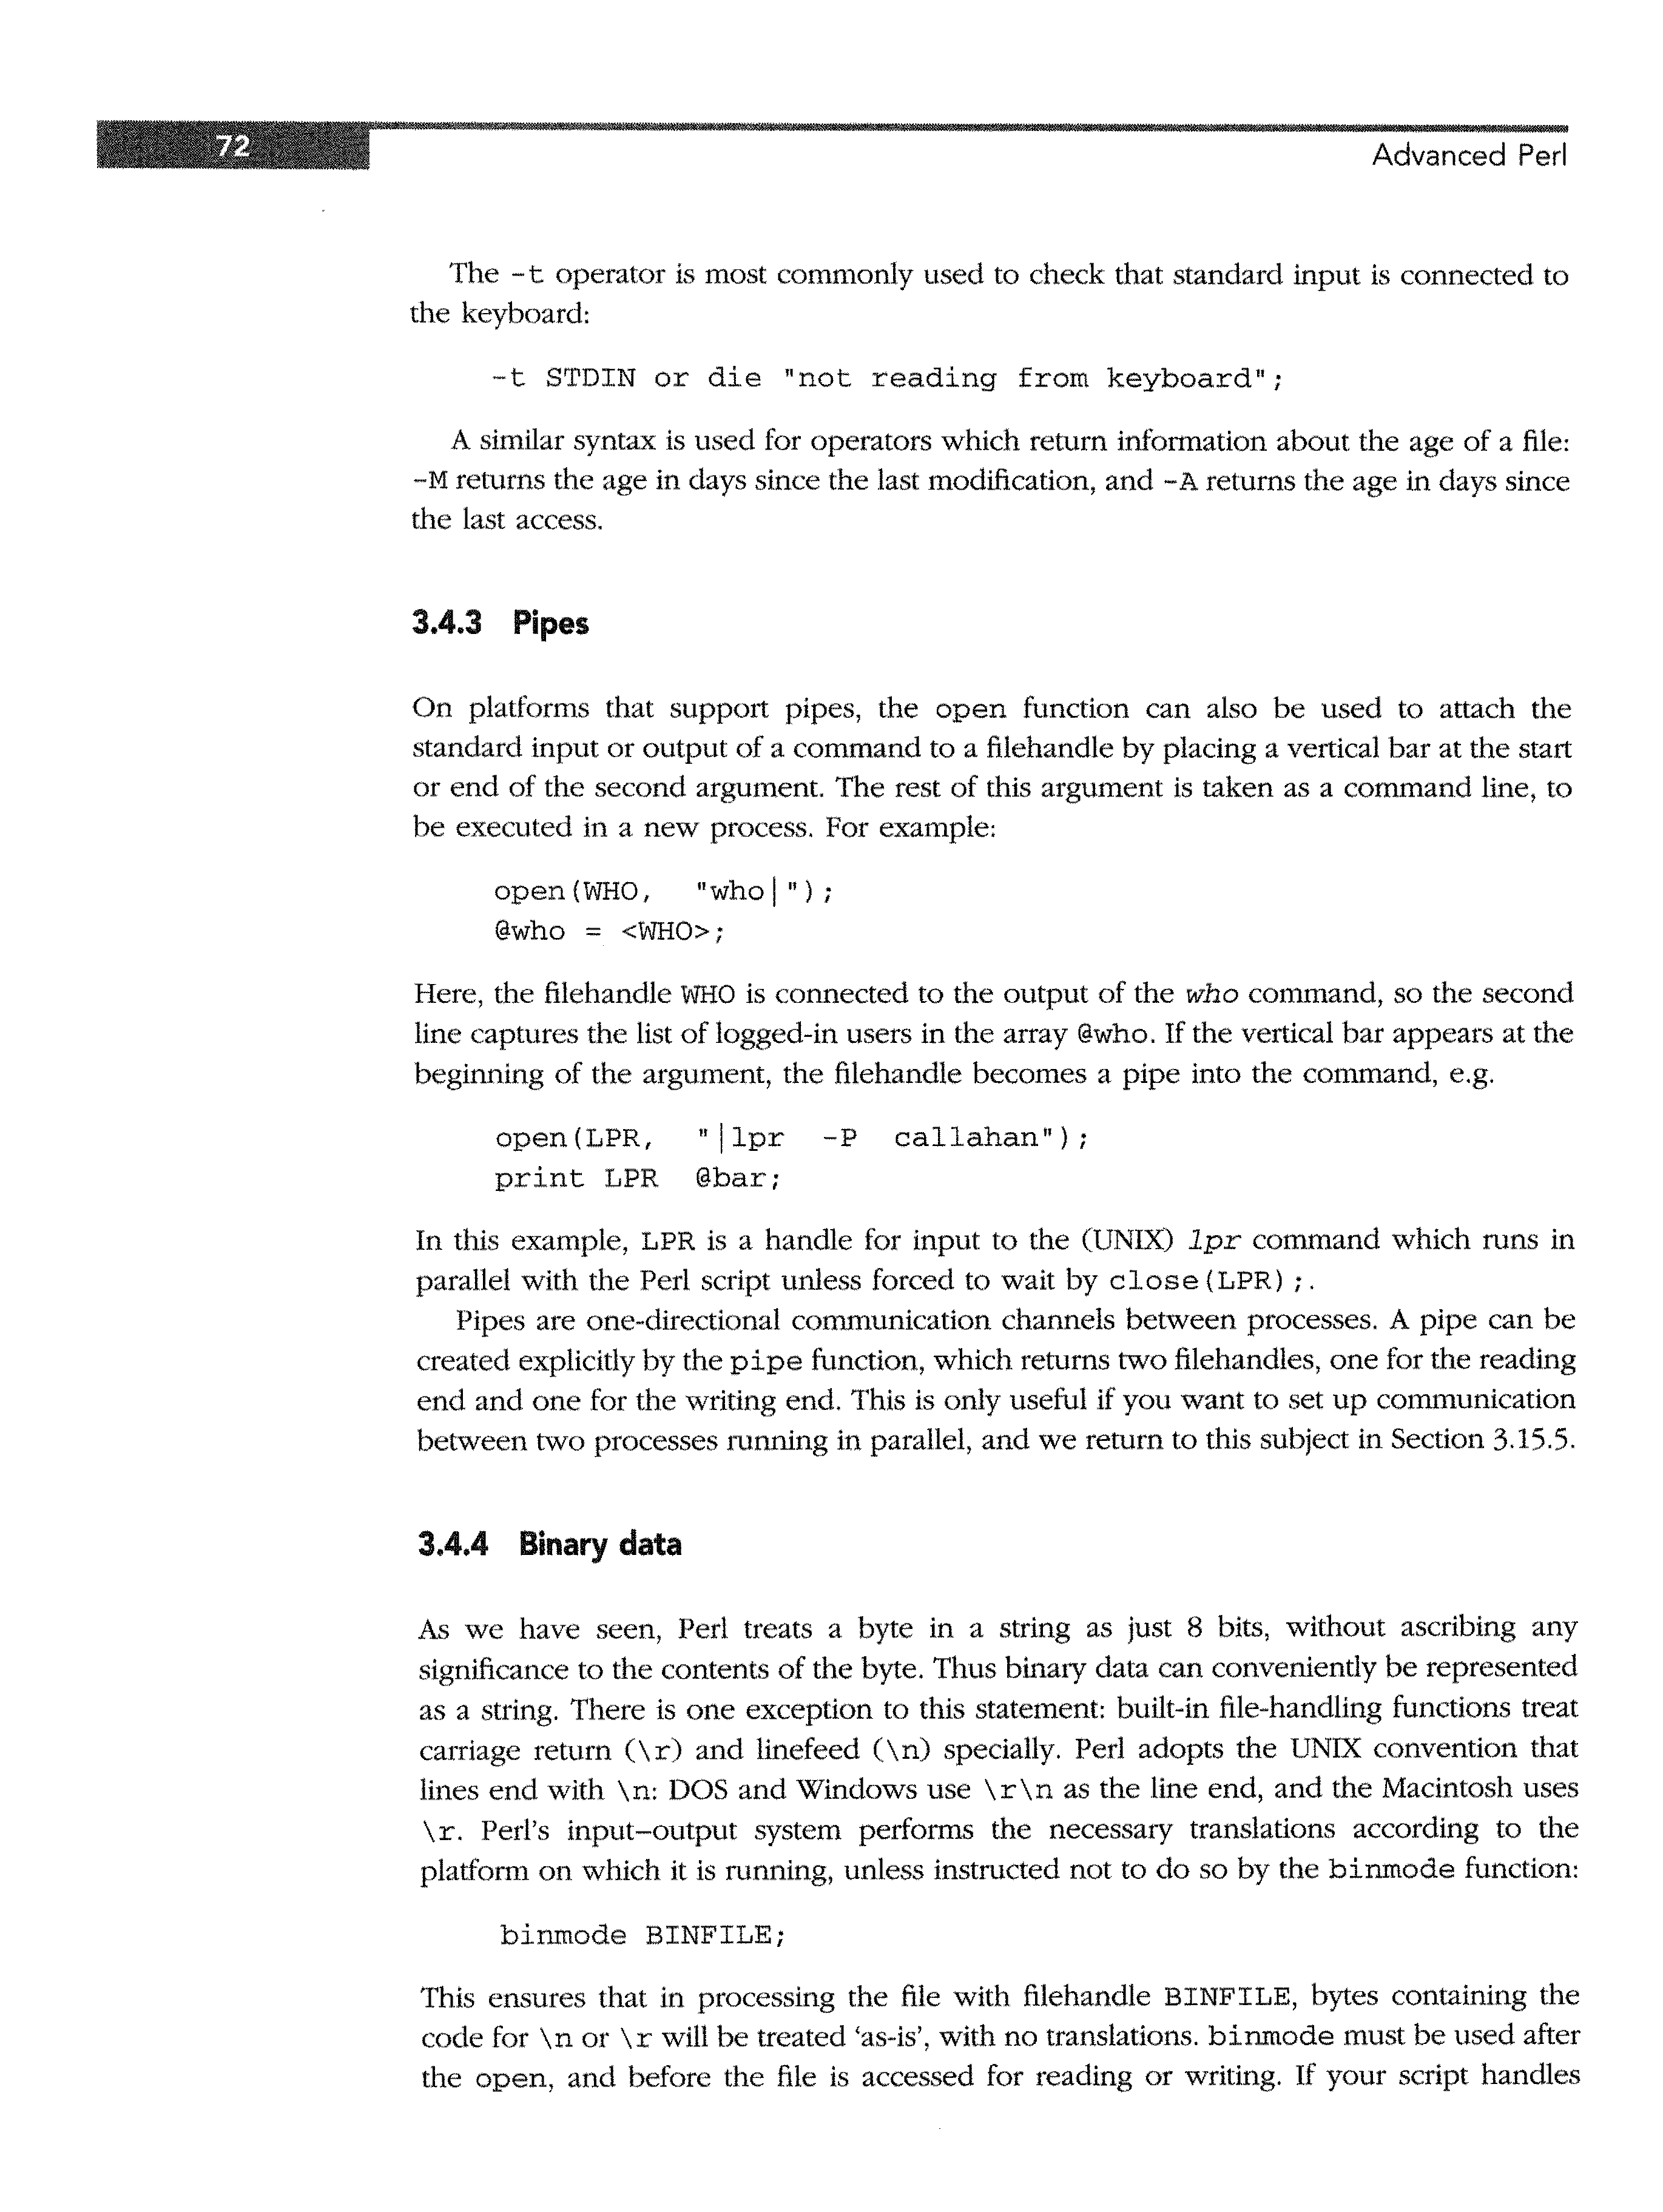 72
Advanced Perl
The -t operator is most commonly used to check that standard input is connected to
the keyboard:
-t STDIN or die "not reading from keyboard";
A similar syntax is used for operators which return information about the age of a file:
-M returns the age in days since the last modification, and -A returns the age in days since
the last access.
3.4.3 Pipes
On platforms that support pipes, the open function can also be used to attach the
standard input or output of a command to a filehandle by placing a vertical bar at the start
or end of the second argument. The rest of this argument is taken as a command line, to
be executed in a new process. For example:
open(WHO, "who|");
@who = <WHO>;
Here, the filehandle WHO is connected to the output of the who command, so the second
line captures the list of logged-in users in the array @who. If the vertical bar appears at the
beginning of the argument, the filehandle becomes a pipe into the command, e.g.
open(LPR, "|lpr -P callahan");
print LPR @bar;
In this example, LPR is a handle for input to the (UNIX) lpr command which runs in
parallel with the Perl script unless forced to wait by close(LPR);.
Pipes are one-directional communication channels between processes. A pipe can be
created explicitly by the pipe function, which returns two filehandles, one for the reading
end and one for the writing end. This is only useful if you want to set up communication
between two processes running in parallel, and we return to this subject in Section 3.15.5.
3.4.4 Binary data
As we have seen, Perl treats a byte in a string as just 8 bits, without ascribing any
significance to the contents of the byte. Thus binary data can conveniently be represented
as a string. There is one exception to this statement: built-in file-handling functions treat
carriage return (\r) and linefeed (\n) specially. Perl adopts the UNIX convention that
lines end with \n: DOS and Windows use \r\n as the line end, and the Macintosh uses
\r. Perl's input–output system performs the necessary translations according to the
platform on which it is running, unless instructed not to do so by the binmode function:
binmode BINFILE;
This ensures that in processing the file with filehandle BINFILE, bytes containing the
code for \n or \r will be treated ‘as-is’, with no translations. binmode must be used after
the open, and before the file is accessed for reading or writing. If your script handles